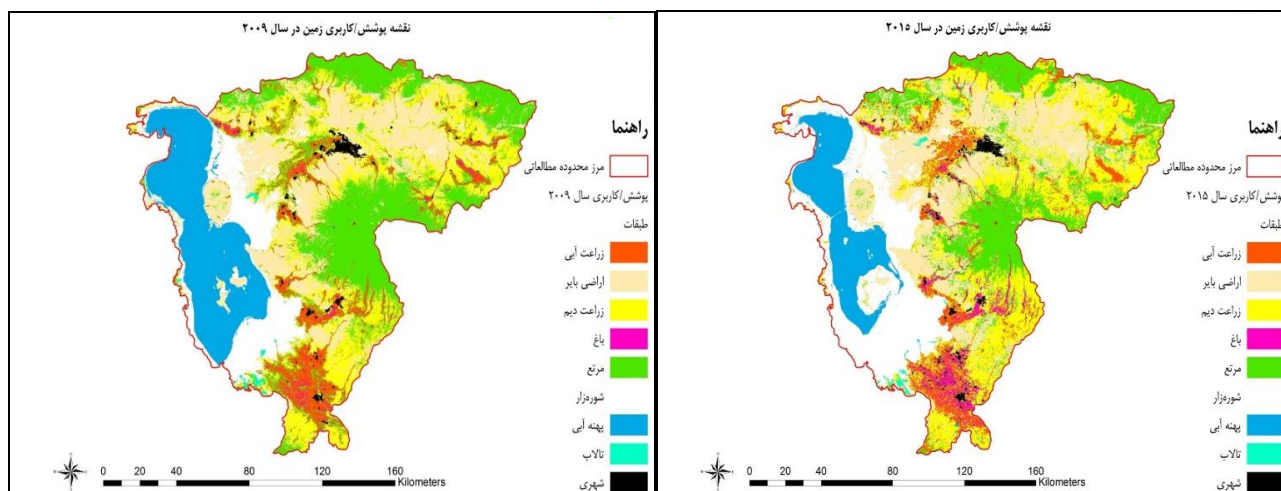 نقشه پوشش/کاربری زمین در سال ۲۰۰۹
راهنما
مرز محدوده مطالعاتی
پوشش/کاربری سال ۲۰۰۹
طبقات
زراعت آبی
اراضی بایر
زراعت دیم
باغ
مرتع
شوره‌زار
پهنه آبی
تالاب
شهری
0 20 40 80 120 160
Kilometers
نقشه پوشش/کاربری زمین در سال ۲۰۱۵
راهنما
مرز محدوده مطالعاتی
پوشش/کاربری سال ۲۰۱۵
طبقات
زراعت آبی
اراضی بایر
زراعت دیم
باغ
مرتع
شوره‌زار
پهنه آبی
تالاب
شهری
0 20 40 80 120 160
Kilometers